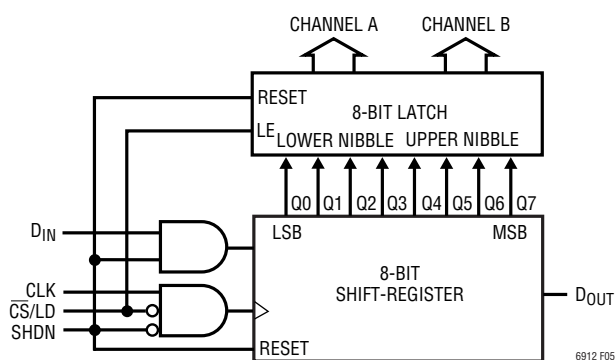 CHANNEL A CHANNEL B
RESET
8-BIT LATCH
LE
LOWER NIBBLE UPPER NIBBLE
Q0 Q1 Q2 Q3 Q4 Q5 Q6 Q7
LSB MSB
DIN
8-BIT
SHIFT-REGISTER
CLK
CS/LD
SHDN
DOUT
RESET
6912 F05